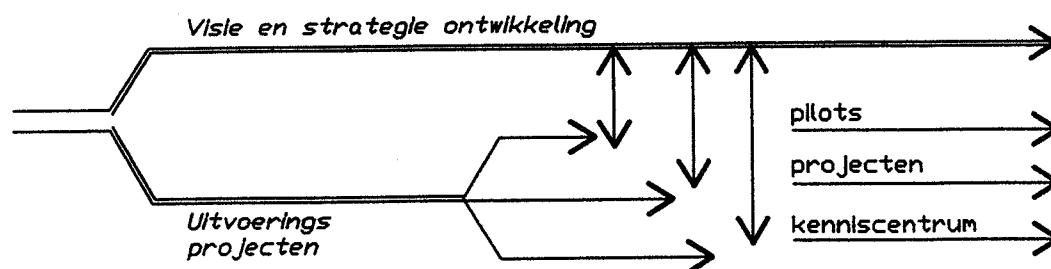 Visie en strategie ontwikkeling
pilots
projecten
Uitvoerings
projecten
kenniscentrum